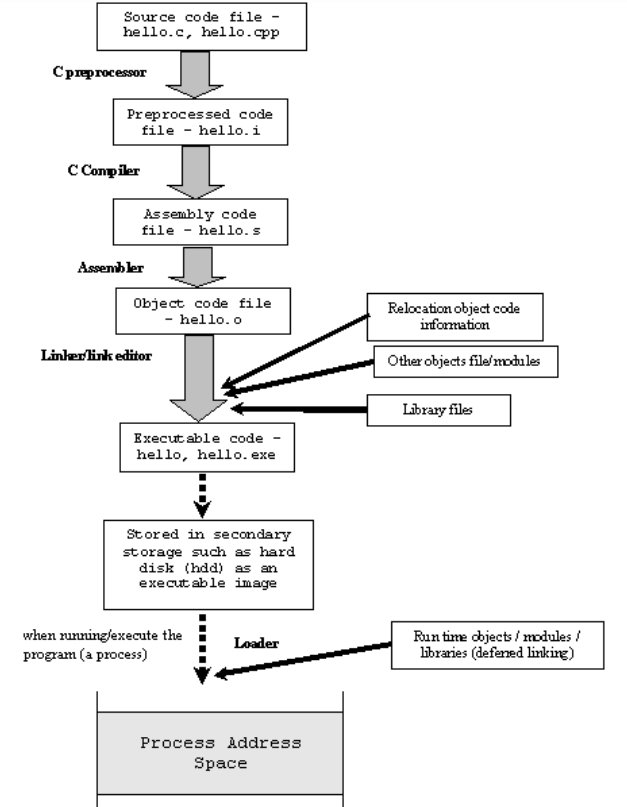 Source code file -
hello.c, hello.cpp
C preprocessor
Preprocessed code
file - hello.i
C Compiler
Assembly code
file - hello.s
Assembler
Object code file
- hello.o
Relocation object code
information
Linker/link editor
Other objects file/modules
Library files
Executable code -
hello, hello.exe
Stored in secondary
storage such as hard
disk (hdd) as an
executable image
when running/execute the
program (a process)
Loader
Run time objects / modules /
libraries (deferred linking)
Process Address
Space